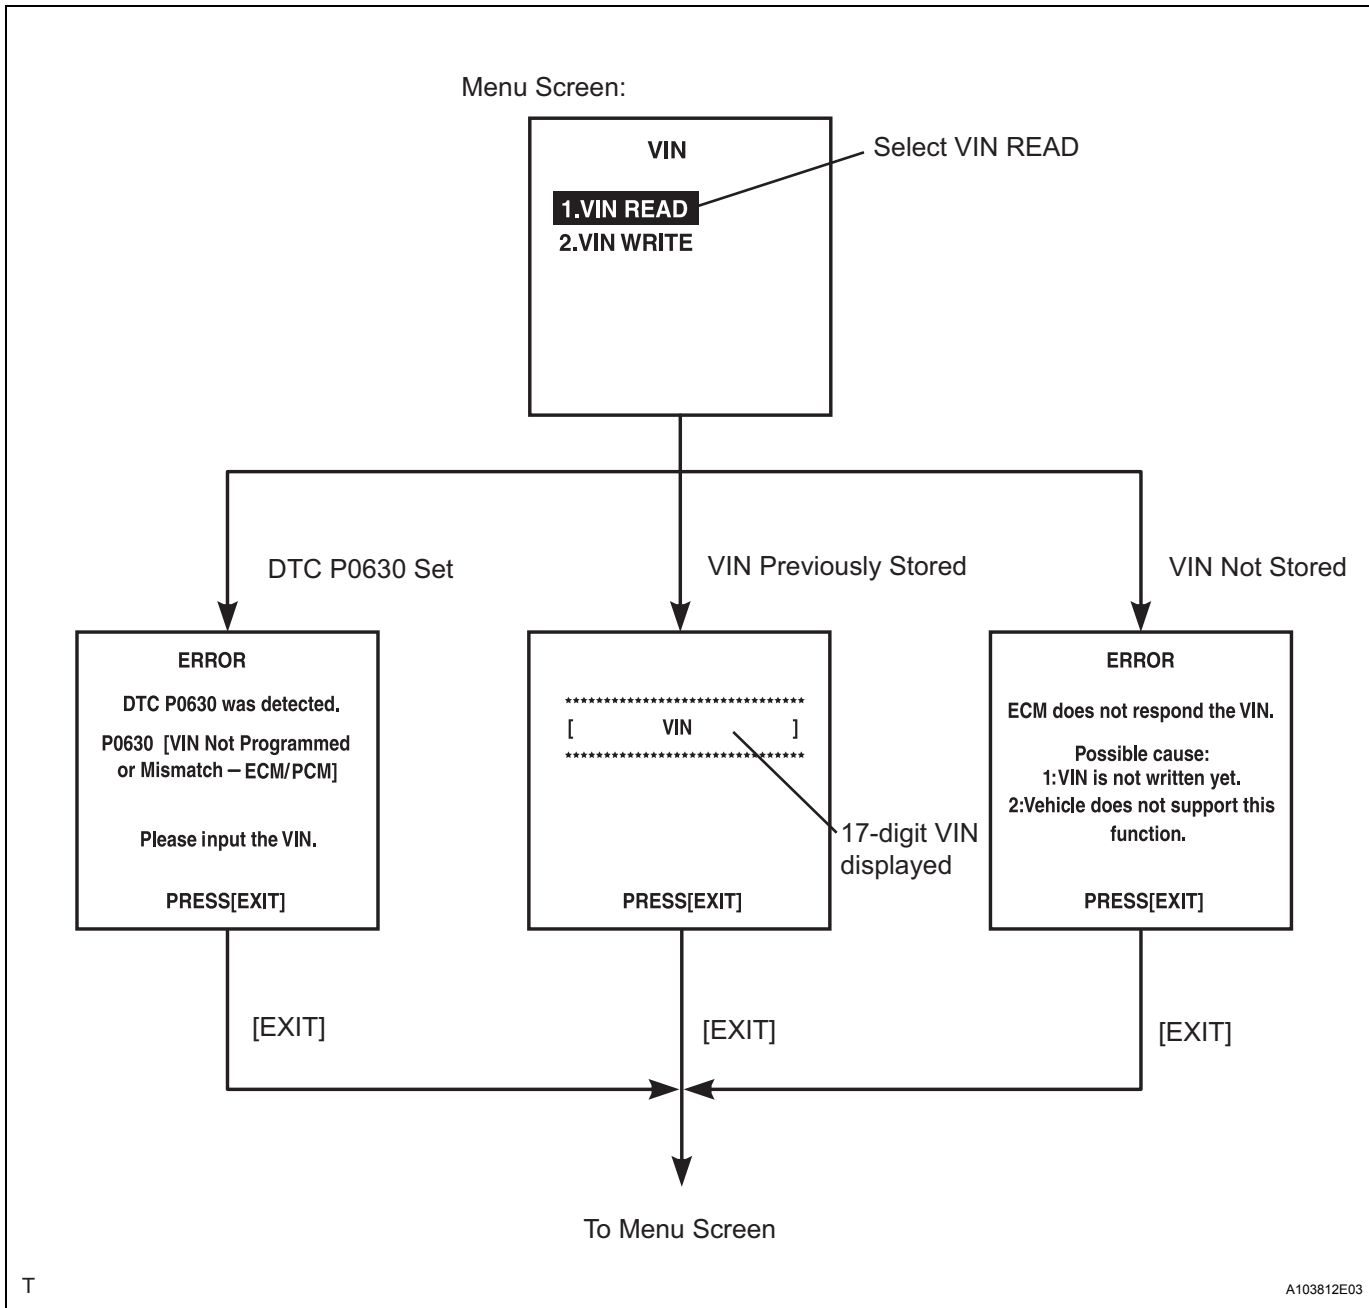 Menu Screen:
VIN
Select VIN READ
1.VIN READ
2.VIN WRITE
DTC P0630 Set
VIN Previously Stored
VIN Not Stored
ERROR
DTC P0630 was detected.
P0630 [VIN Not Programmed
or Mismatch – ECM/PCM]
Please input the VIN.
PRESS[EXIT]
*******************************
[ VIN ]
*******************************
17-digit VIN
displayed
PRESS[EXIT]
ERROR
ECM does not respond the VIN.
Possible cause:
1:VIN is not written yet.
2:Vehicle does not support this
function.
PRESS[EXIT]
[EXIT]
[EXIT]
[EXIT]
To Menu Screen
T
A103812E03